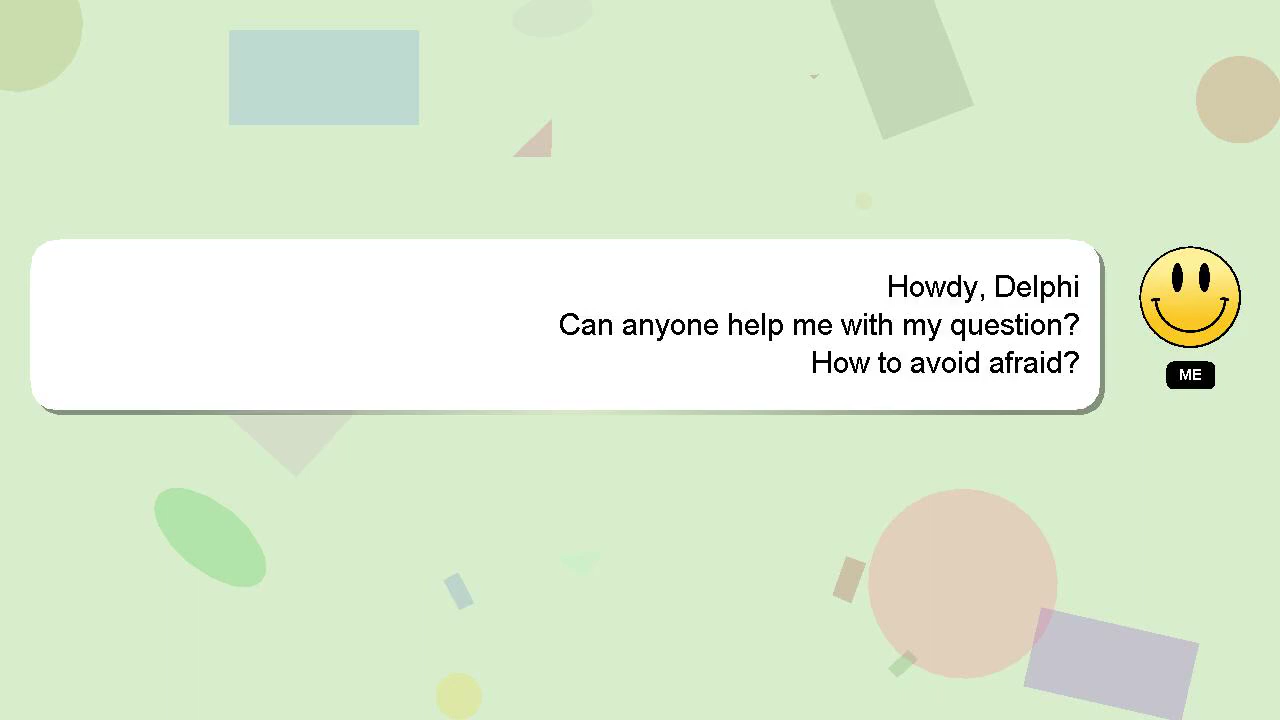 Howdy, Delphi
Can anyone help me with my question?
How to avoid afraid?
ME